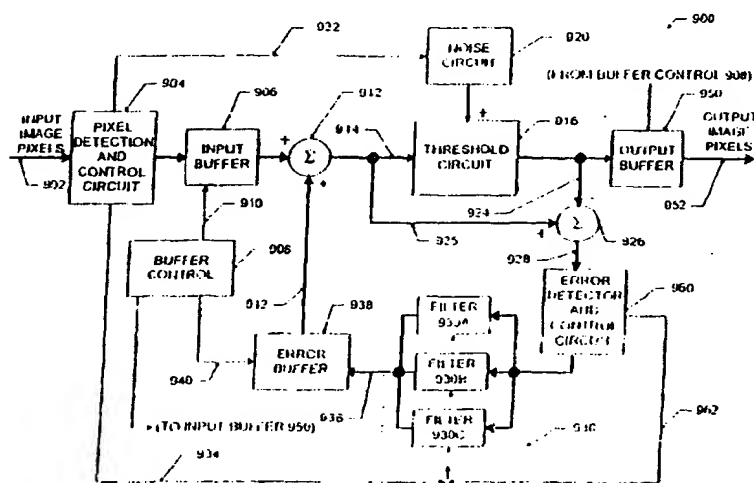 932
920
900
NOISE
CIRCUIT
904
(FROM BUFFER CONTROL 908)
906
912
916
950
INPUT
IMAGE
PIXELS
PIXEL
DETECTION
AND
CONTROL
CIRCUIT
INPUT
BUFFER
+
Σ
+
914
+
THRESHOLD
CIRCUIT
OUTPUT
BUFFER
OUTPUT
IMAGE
PIXELS
902
910
924
952
Σ
926
925
928
BUFFER
CONTROL
942
938
FILTER
930A
ERROR
DETECTOR
AND
CONTROL
CIRCUIT
960
ERROR
BUFFER
FILTER
930B
940
936
FILTER
930C
962
(TO INPUT BUFFER 950)
934